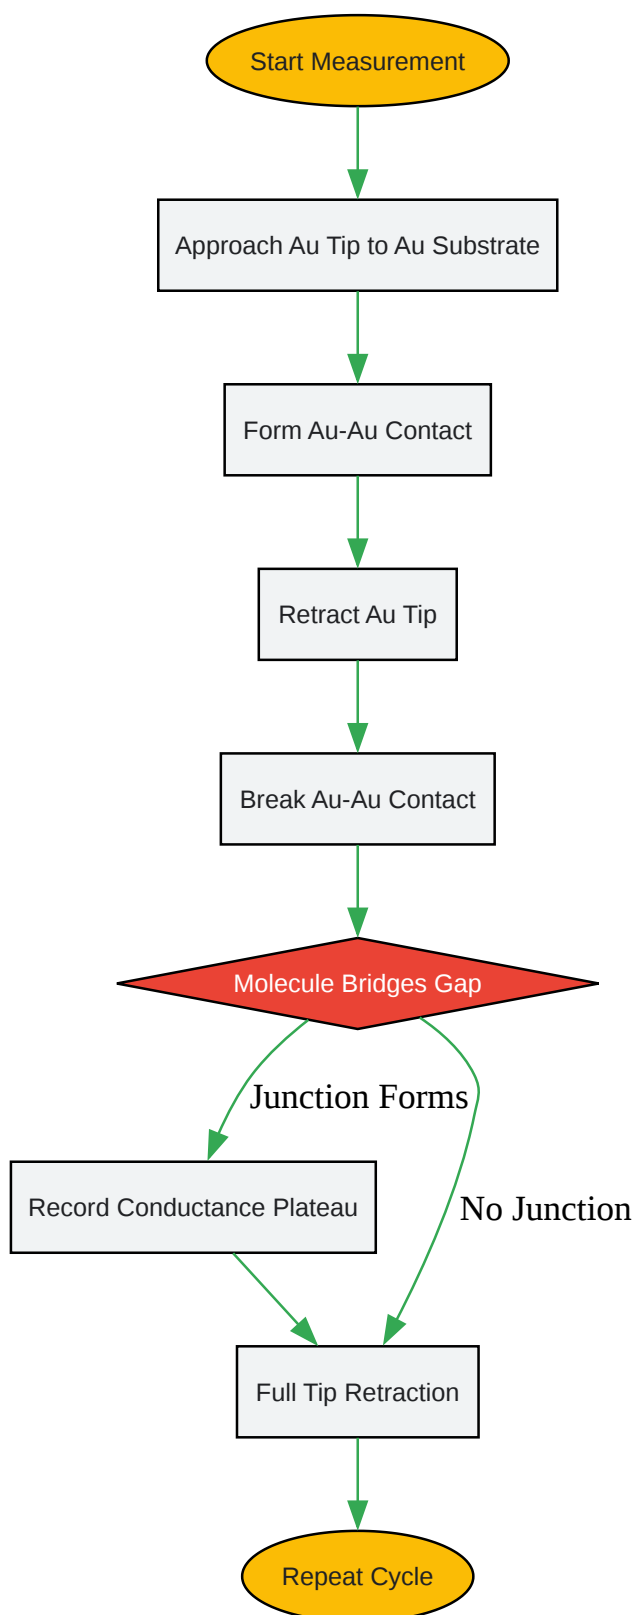 Start Measurement
Approach Au Tip to Au Substrate
Form Au-Au Contact
Retract Au Tip
Break Au-Au Contact
Molecule Bridges Gap
Junction Forms
Record Conductance Plateau
No Junction
Full Tip Retraction
Repeat Cycle